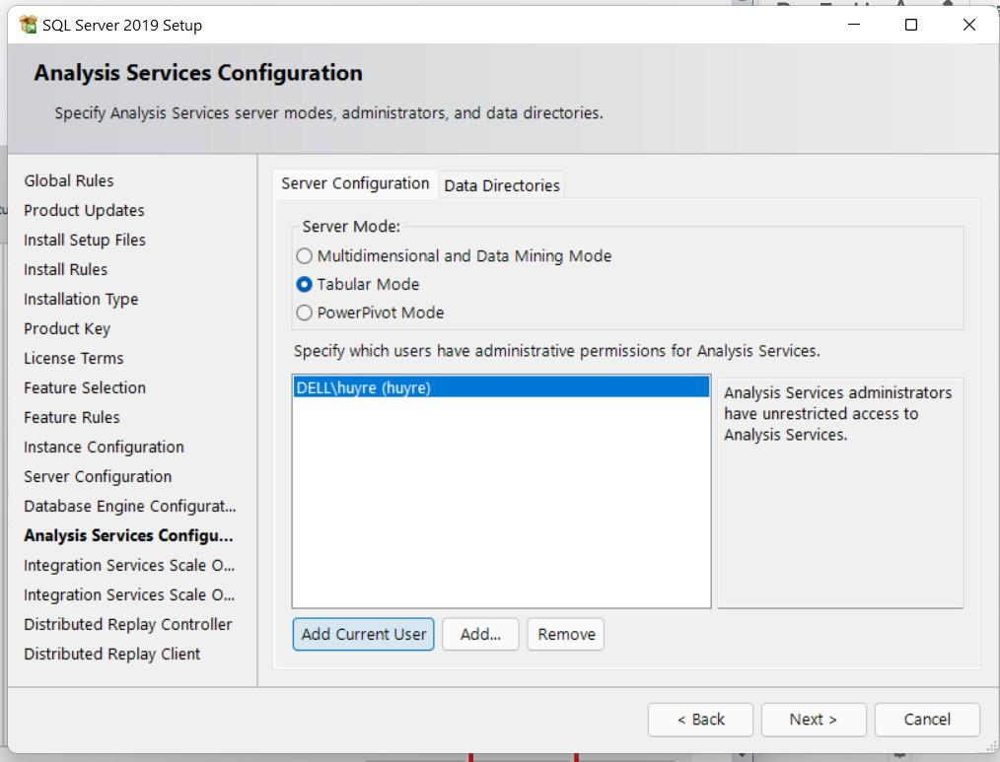 SQL Server 2019 Setup
Analysis Services Configuration
Specify Analysis Services server modes, administrators, and data directories.
Global Rules
Product Updates
Install Setup Files
Install Rules
Installation Type
Product Key
License Terms
Feature Selection
Feature Rules
Instance Configuration
Server Configuration
Database Engine Configurat...
Analysis Services Configu...
Integration Services Scale O...
Integration Services Scale O...
Distributed Replay Controller
Distributed Replay Client
Server Configuration
Data Directories
Server Mode:
Multidimensional and Data Mining Mode
Tabular Mode
PowerPivot Mode
Specify which users have administrative permissions for Analysis Services.
DELL\huyre (huyre)
Analysis Services administrators
have unrestricted access to
Analysis Services.
Add Current User
Add...
Remove
< Back
Next >
Cancel